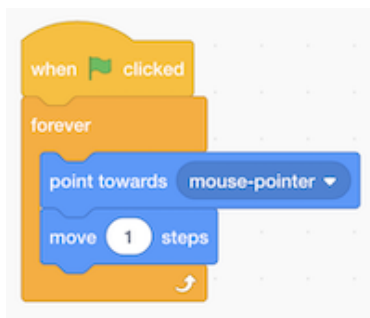 when clicked
forever
point towards mouse-pointer
move 1 steps